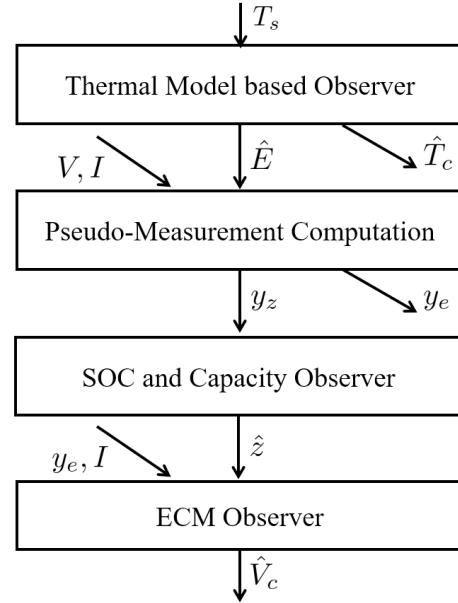 T_s
Thermal Model based Observer
V, I
Ê
T̂_c
Pseudo-Measurement Computation
y_z
y_e
SOC and Capacity Observer
y_e, I
ẑ
ECM Observer
V̂_c